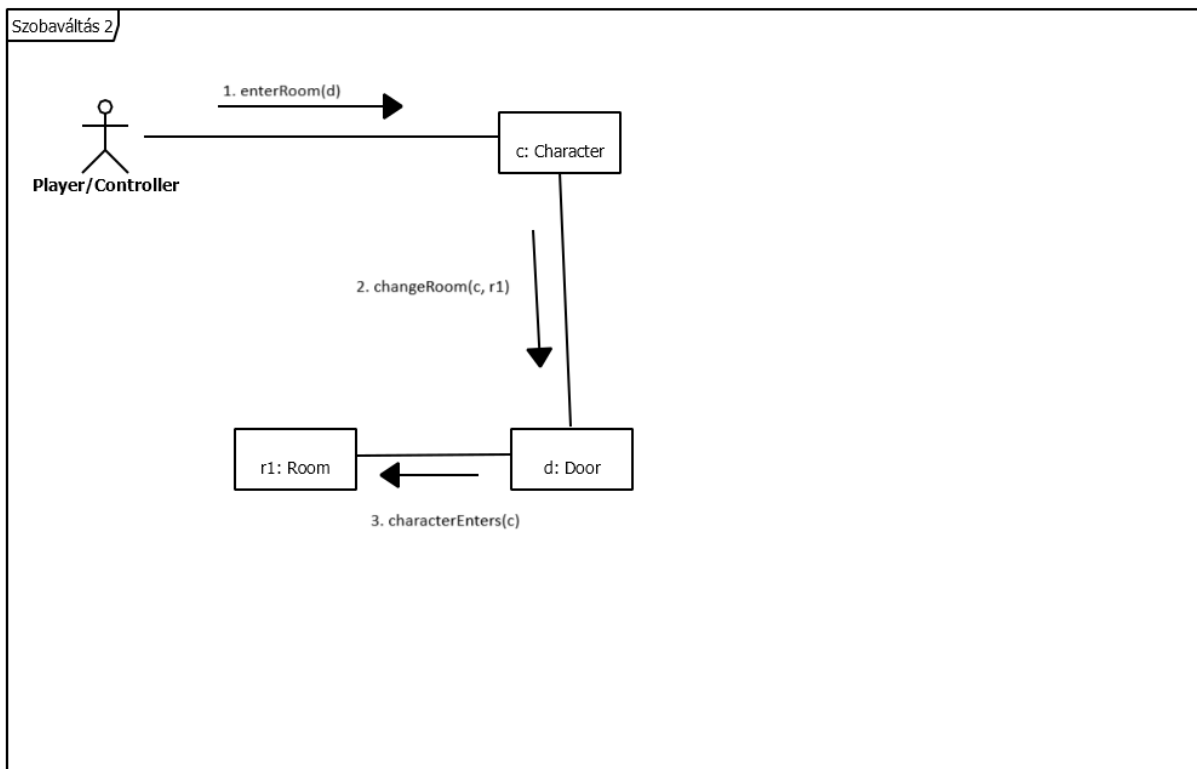 Szobaváltás 2
1. enterRoom(d)
Player/Controller
c: Character
2. changeRoom(c, r1)
r1: Room
d: Door
3. characterEnters(c)